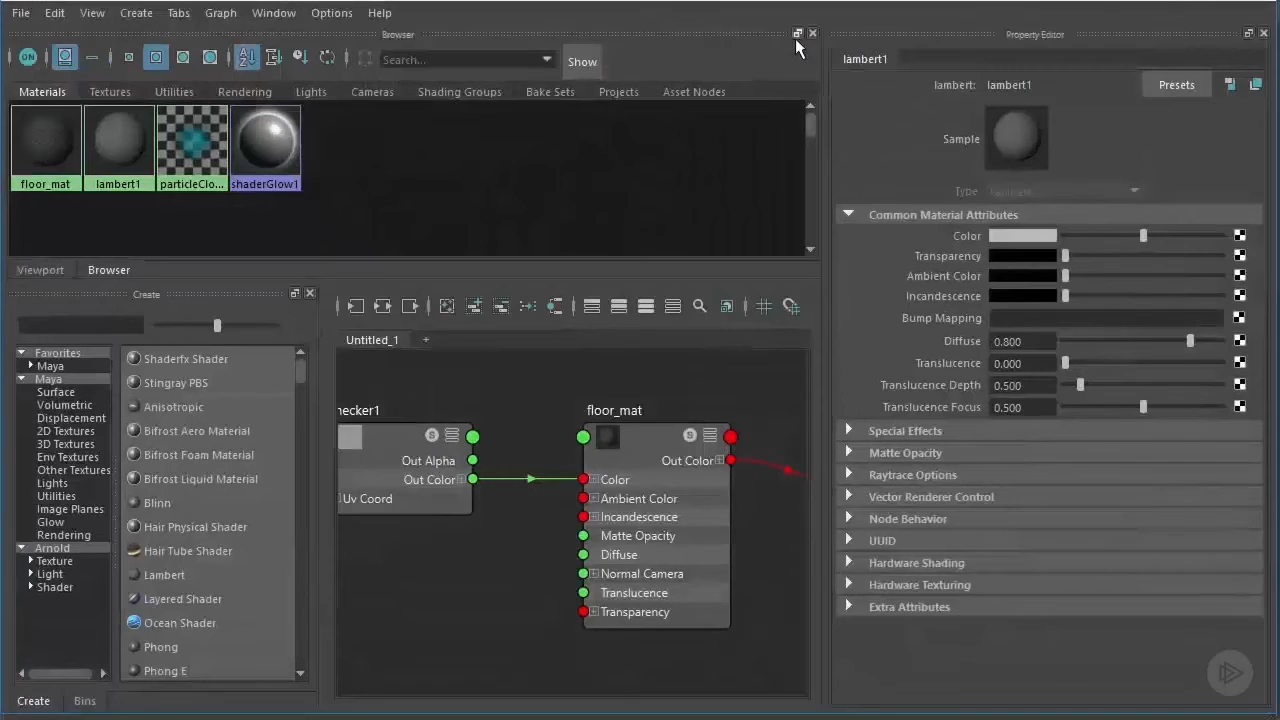 File Edit View Create Tabs Graph Window Options Help
Browser
Property Editor
ON
Search...
Show
Materials Textures Utilities Rendering Lights Cameras Shading Groups Bake Sets Projects Asset Nodes
floor_mat lambert1 particleClo... shaderGlow1
Viewport Browser
Create
Favorites
Maya
Maya
Surface
Volumetric
Displacement
2D Textures
3D Textures
Other Textures
Lights
Utilities
Image Planes
Glow
Rendering
Arnold
Texture
Light
Shader
Shaderfx Shader
Stingray PBS
Anisotropic
Bifrost Aero Material
Bifrost Foam Material
Bifrost Liquid Material
Blinn
Hair Physical Shader
Hair Tube Shader
Lambert
Layered Shader
Ocean Shader
Phong
Phong E
Create Bins
Untitled_1 +
hecker1
Out Alpha
Out Color
Uv Coord
floor_mat
Out Color
Color
Ambient Color
Incandescence
Matte Opacity
Diffuse
Normal Camera
Translucence
Transparency
lambert1
lambert: lambert1
Presets
Sample
Type
Common Material Attributes
Color
Transparency
Ambient Color
Incandescence
Bump Mapping
Diffuse 0.800
Translucence 0.000
Translucence Depth 0.500
Translucence Focus 0.500
Special Effects
Matte Opacity
Raytrace Options
Vector Renderer Control
Node Behavior
UUID
Hardware Shading
Hardware Texturing
Extra Attributes